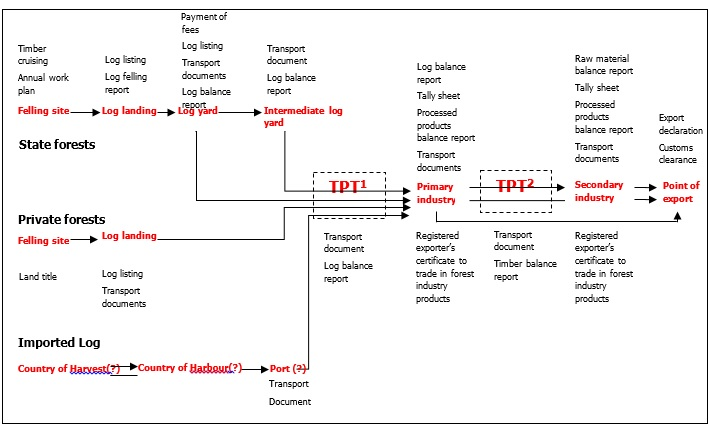 Payment of
fees
Log listing
Transport
documents
Log balance
report
Timber
cruising
Annual work
plan
Log listing
Log felling
report
Transport
document
Log balance
report
Felling site
Log landing
Log yard
Intermediate log
yard
State forests
Log balance
report
Tally sheet
Processed
products
balance report
Transport
documents
Raw material
balance report
Tally sheet
Processed
products
balance report
Transport
documents
Export
declaration
Customs
clearance
TPT1
Primary
industry
TPT2
Secondary
industry
Point of
export
Private forests
Felling site
Log landing
Land title
Log listing
Transport
documents
Transport
document
Log balance
report
Registered
exporter's
certificate to
trade in forest
industry
products
Transport
document
Timber balance
report
Registered
exporter's
certificate to
trade in forest
industry
products
Imported Log
Country of Harvest(?)
Country of Harbour(?)
Port (?)
Transport
Document